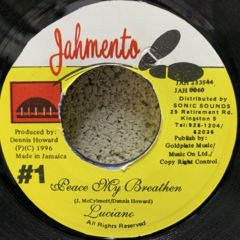 Jahmento
JAH 233544
JAH 0060
Distributed by
SONIC SOUNDS
25 Retirement Rd.
Kingston 5
Tel: 926-1204/
62036
Publish by:
Goldplate Music/
Music On Ltd./
Copy Right Control.
Produced by:
Dennis Howard
(P)(C) 1996
Made in Jamaica
#1
Peace My Breathen
(J. McCylmott/Dennis Howard)
Luciano
All Rights Reserved